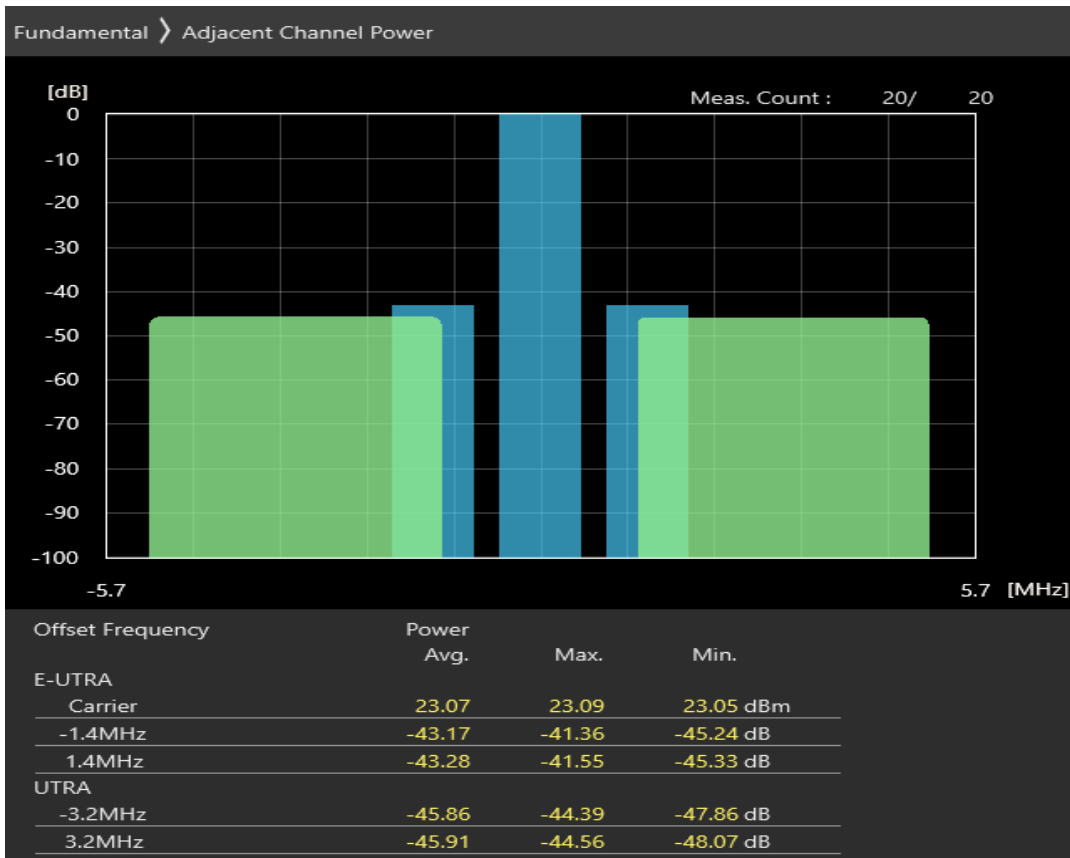 Fundamental 〉 Adjacent Channel Power
[dB]
Meas. Count : 20/ 20
0
-10
-20
-30
-40
-50
-60
-70
-80
-90
-100
-5.7 5.7 [MHz]
Offset Frequency Power
Avg. Max. Min.
E-UTRA
Carrier 23.07 23.09 23.05 dBm
-1.4MHz -43.17 -41.36 -45.24 dB
1.4MHz -43.28 -41.55 -45.33 dB
UTRA
-3.2MHz -45.86 -44.39 -47.86 dB
3.2MHz -45.91 -44.56 -48.07 dB